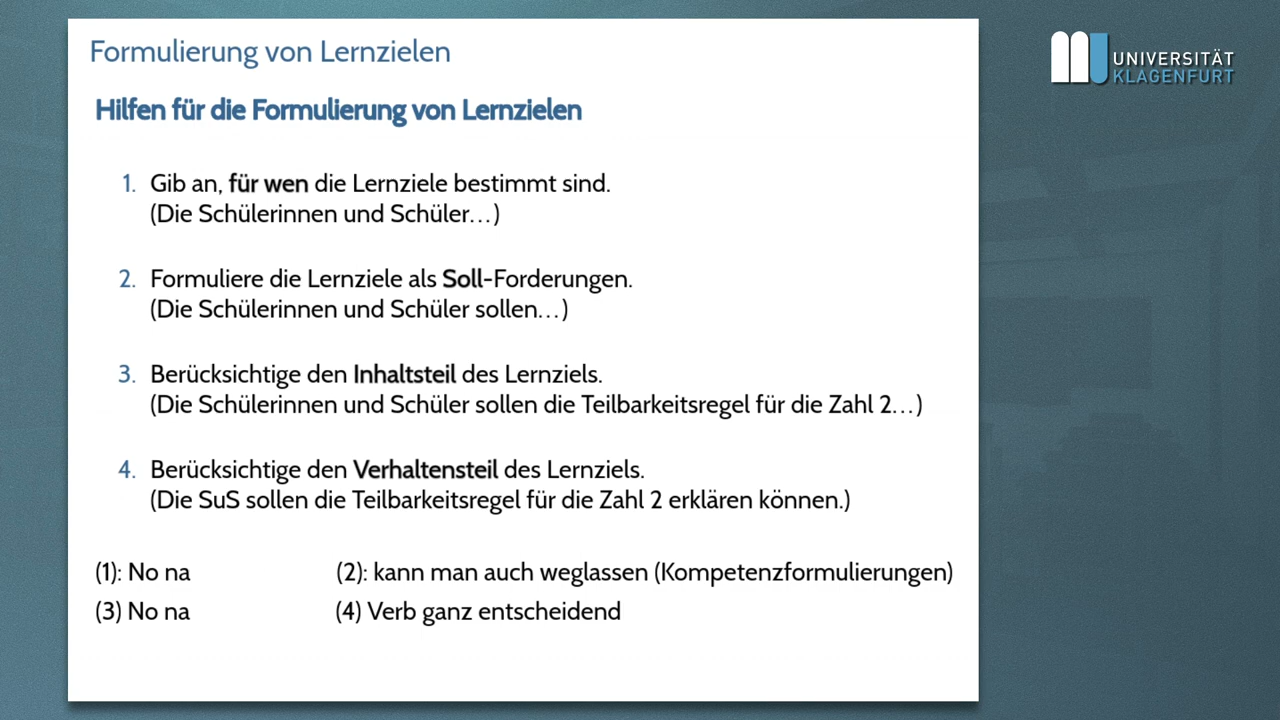 Formulierung von Lernzielen
UNIVERSITÄT
KLAGENFURT
Hilfen für die Formulierung von Lernzielen
1. Gib an, für wen die Lernziele bestimmt sind.
(Die Schülerinnen und Schüler…)
2. Formuliere die Lernziele als Soll-Forderungen.
(Die Schülerinnen und Schüler sollen…)
3. Berücksichtige den Inhaltsteil des Lernziels.
(Die Schülerinnen und Schüler sollen die Teilbarkeitsregel für die Zahl 2…)
4. Berücksichtige den Verhaltensteil des Lernziels.
(Die SuS sollen die Teilbarkeitsregel für die Zahl 2 erklären können.)
(1): No na (2): kann man auch weglassen (Kompetenzformulierungen)
(3) No na (4) Verb ganz entscheidend